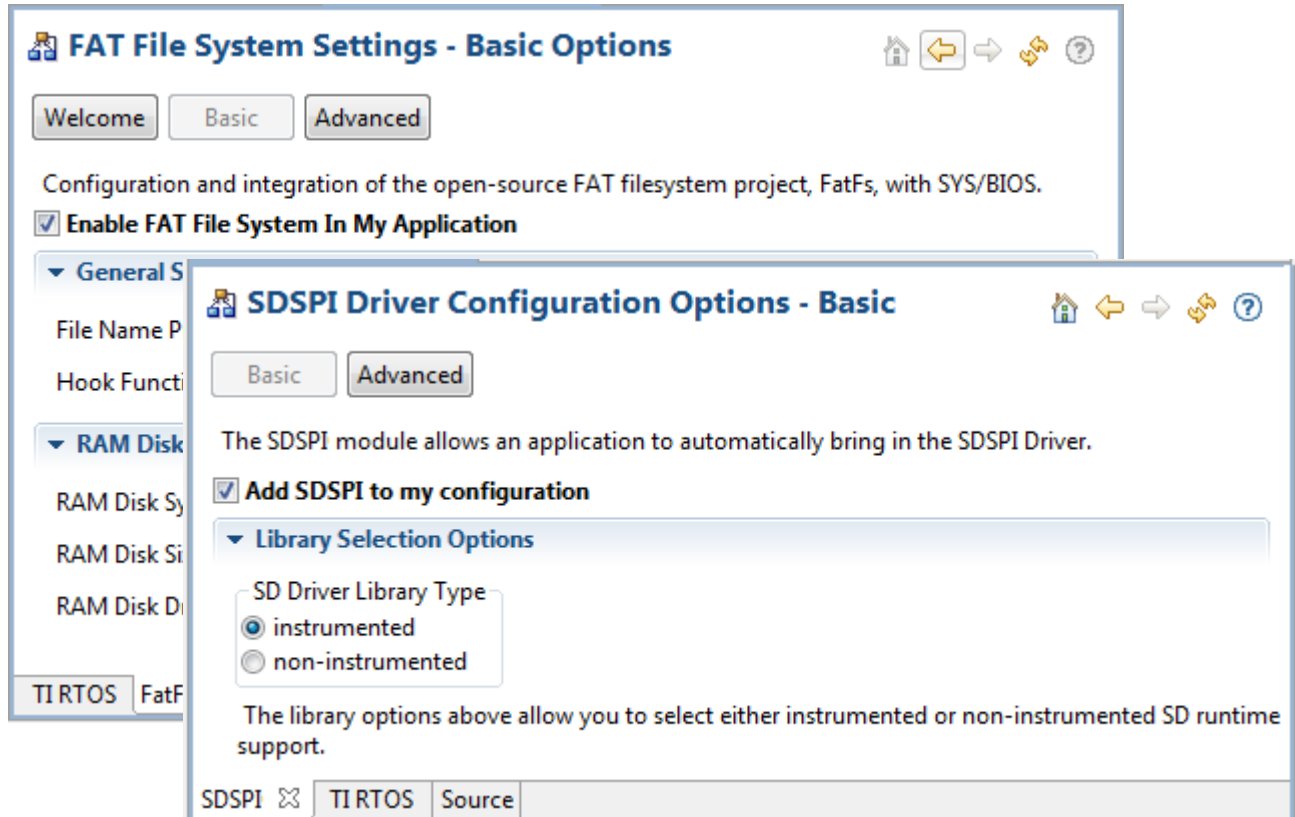 FAT File System Settings - Basic Options
Welcome Basic Advanced
Configuration and integration of the open-source FAT filesystem project, FatFs, with SYS/BIOS.
Enable FAT File System In My Application
General S
File Name P
Hook Functi
RAM Disk
RAM Disk Sy
RAM Disk Si
RAM Disk Dr
TI RTOS FatF
SDSPI Driver Configuration Options - Basic
Basic Advanced
The SDSPI module allows an application to automatically bring in the SDSPI Driver.
Add SDSPI to my configuration
Library Selection Options
SD Driver Library Type
instrumented
non-instrumented
The library options above allow you to select either instrumented or non-instrumented SD runtime
support.
SDSPI TI RTOS Source